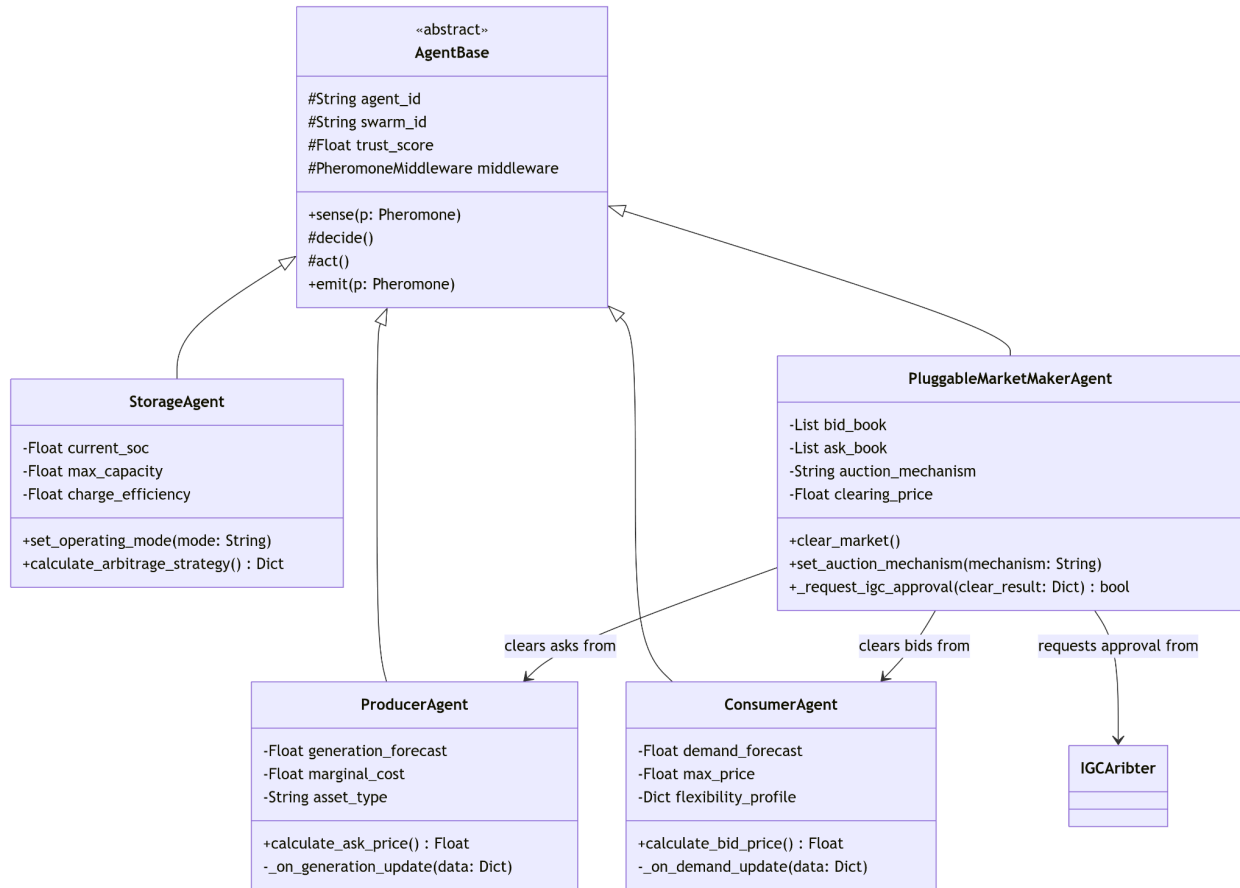 «abstract»
AgentBase
#String agent_id
#String swarm_id
#Float trust_score
#PheromoneMiddleware middleware
+sense(p: Pheromone)
#decide()
#act()
+emit(p: Pheromone)
StorageAgent
-Float current_soc
-Float max_capacity
-Float charge_efficiency
+set_operating_mode(mode: String)
+calculate_arbitrage_strategy() : Dict
PluggableMarketMakerAgent
-List bid_book
-List ask_book
-String auction_mechanism
-Float clearing_price
+clear_market()
+set_auction_mechanism(mechanism: String)
+_request_igc_approval(clear_result: Dict) : bool
clears asks from
clears bids from
requests approval from
ProducerAgent
-Float generation_forecast
-Float marginal_cost
-String asset_type
+calculate_ask_price() : Float
-_on_generation_update(data: Dict)
ConsumerAgent
-Float demand_forecast
-Float max_price
-Dict flexibility_profile
+calculate_bid_price() : Float
-_on_demand_update(data: Dict)
IGCAribter